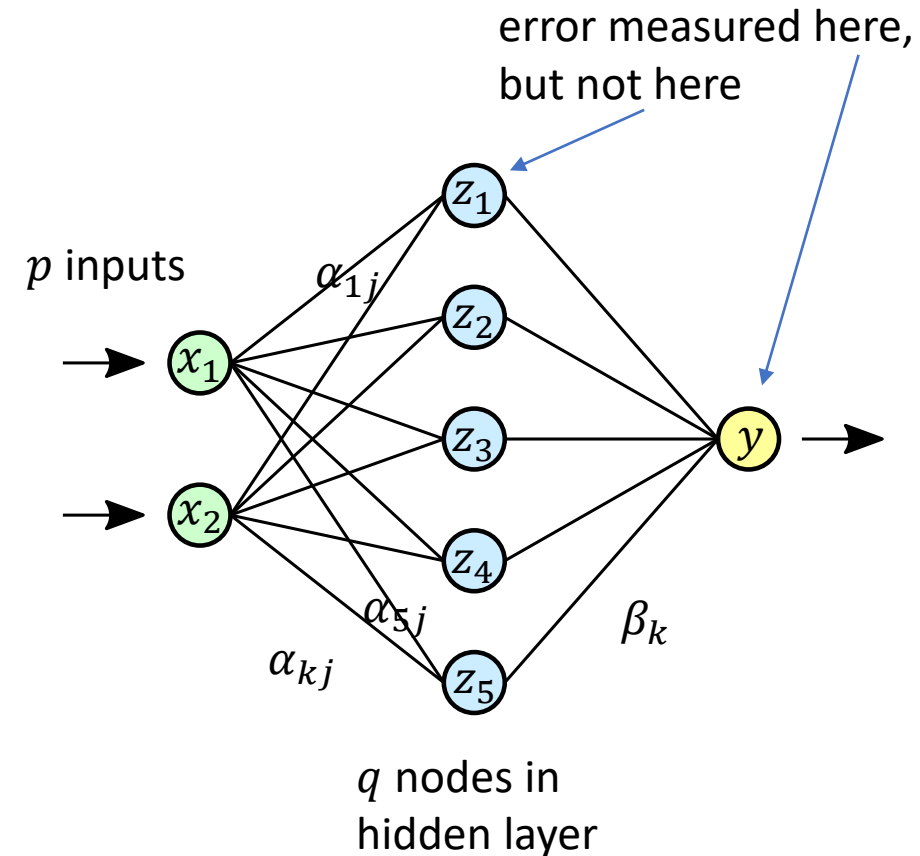 error measured here,
but not here
z₁
p inputs
α₁ⱼ
z₂
x₁
z₃
y
x₂
z₄
α₅ⱼ
βₖ
αₖⱼ
z₅
q nodes in
hidden layer